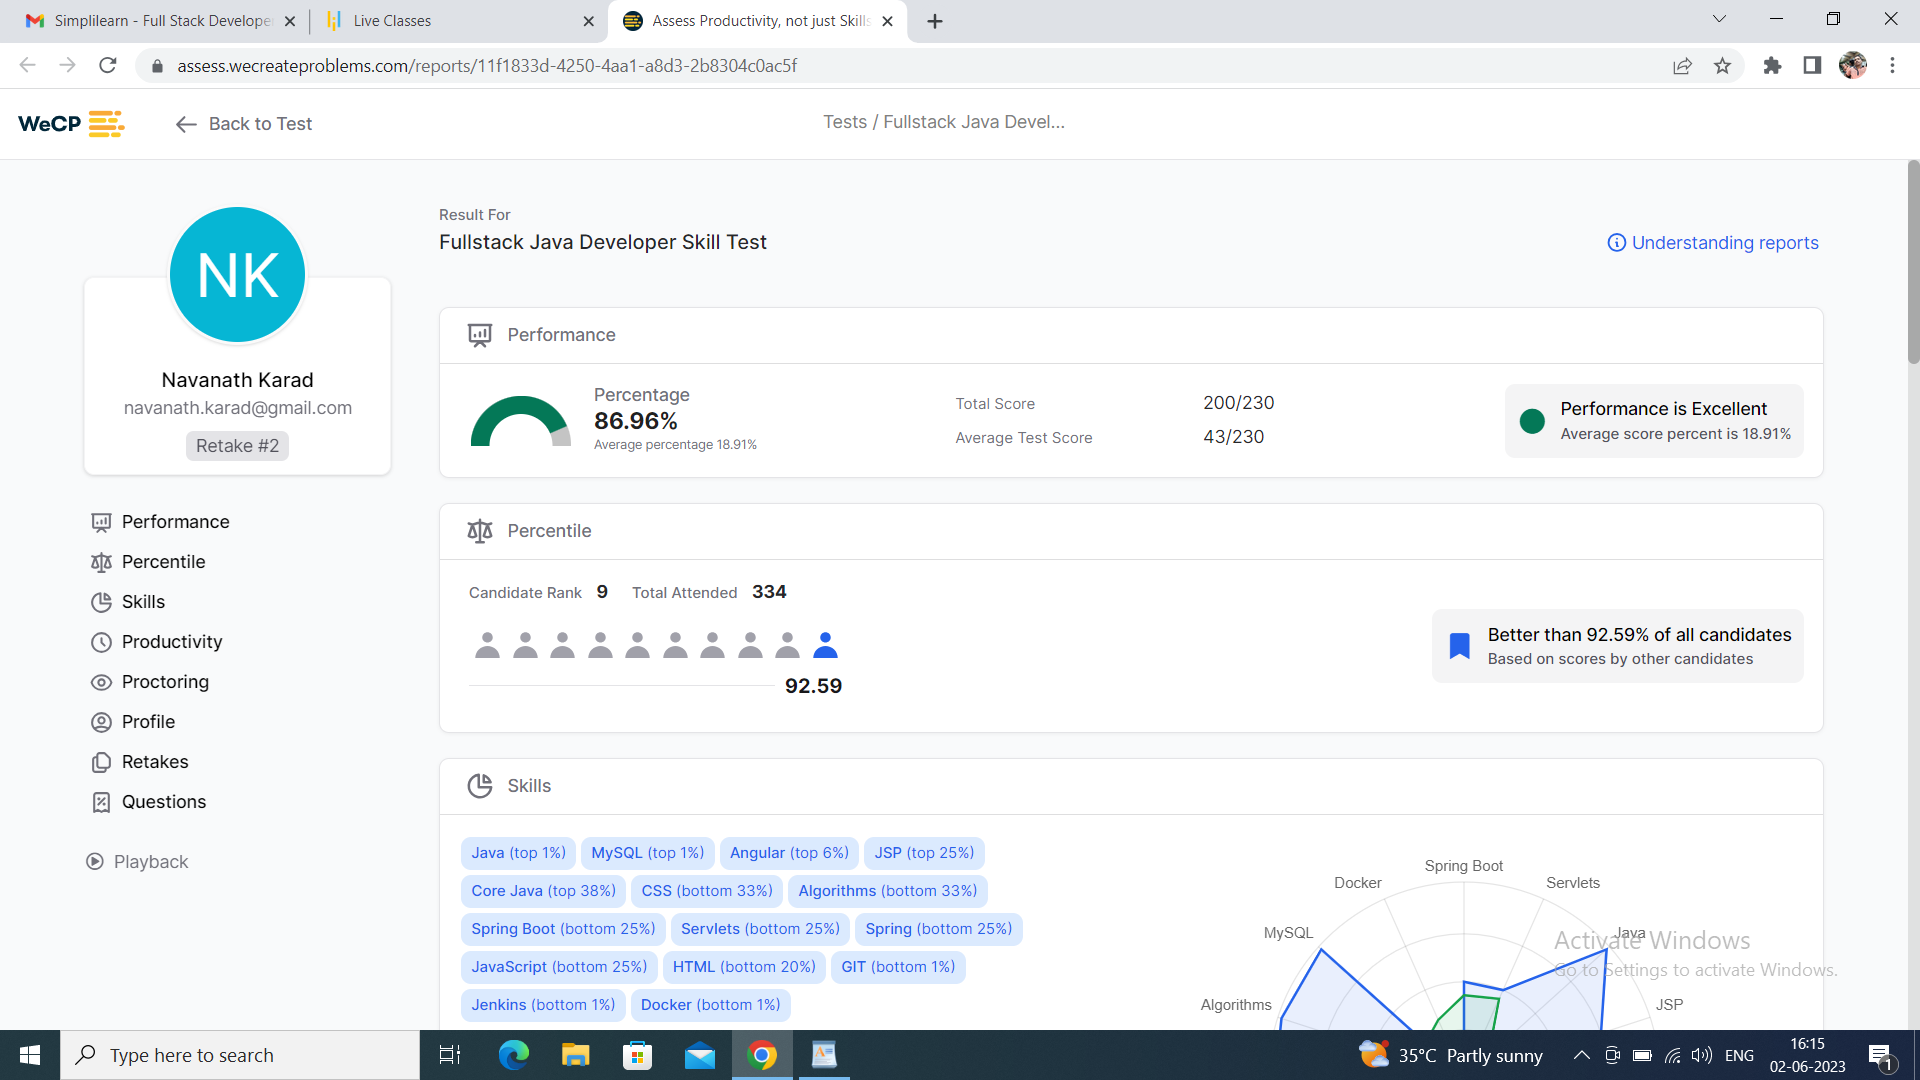 Simplilearn - Full Stack Develope
Live Classes
Assess Productivity, not just Skills
assess.wecreateproblems.com/reports/11f1833d-4250-4aa1-a8d3-2b8304c0ac5f
WeCP
Back to Test
Tests / Fullstack Java Devel...
NK
Navanath Karad
navanath.karad@gmail.com
Retake #2
Performance
Percentile
Skills
Productivity
Proctoring
Profile
Retakes
Questions
Playback
Result For
Fullstack Java Developer Skill Test
Understanding reports
Performance
Percentage
86.96%
Average percentage 18.91%
Total Score 200/230
Average Test Score 43/230
Performance is Excellent
Average score percent is 18.91%
Percentile
Candidate Rank 9 Total Attended 334
92.59
Better than 92.59% of all candidates
Based on scores by other candidates
Skills
Java (top 1%) MySQL (top 1%) Angular (top 6%) JSP (top 25%)
Core Java (top 38%) CSS (bottom 33%) Algorithms (bottom 33%)
Spring Boot (bottom 25%) Servlets (bottom 25%) Spring (bottom 25%)
JavaScript (bottom 25%) HTML (bottom 20%) GIT (bottom 1%)
Jenkins (bottom 1%) Docker (bottom 1%)
Spring Boot
Docker
Servlets
MySQL
Java
Algorithms
JSP
Activate Windows
Go to Settings to activate Windows.
Type here to search
35°C Partly sunny
ENG
16:15
02-06-2023
1